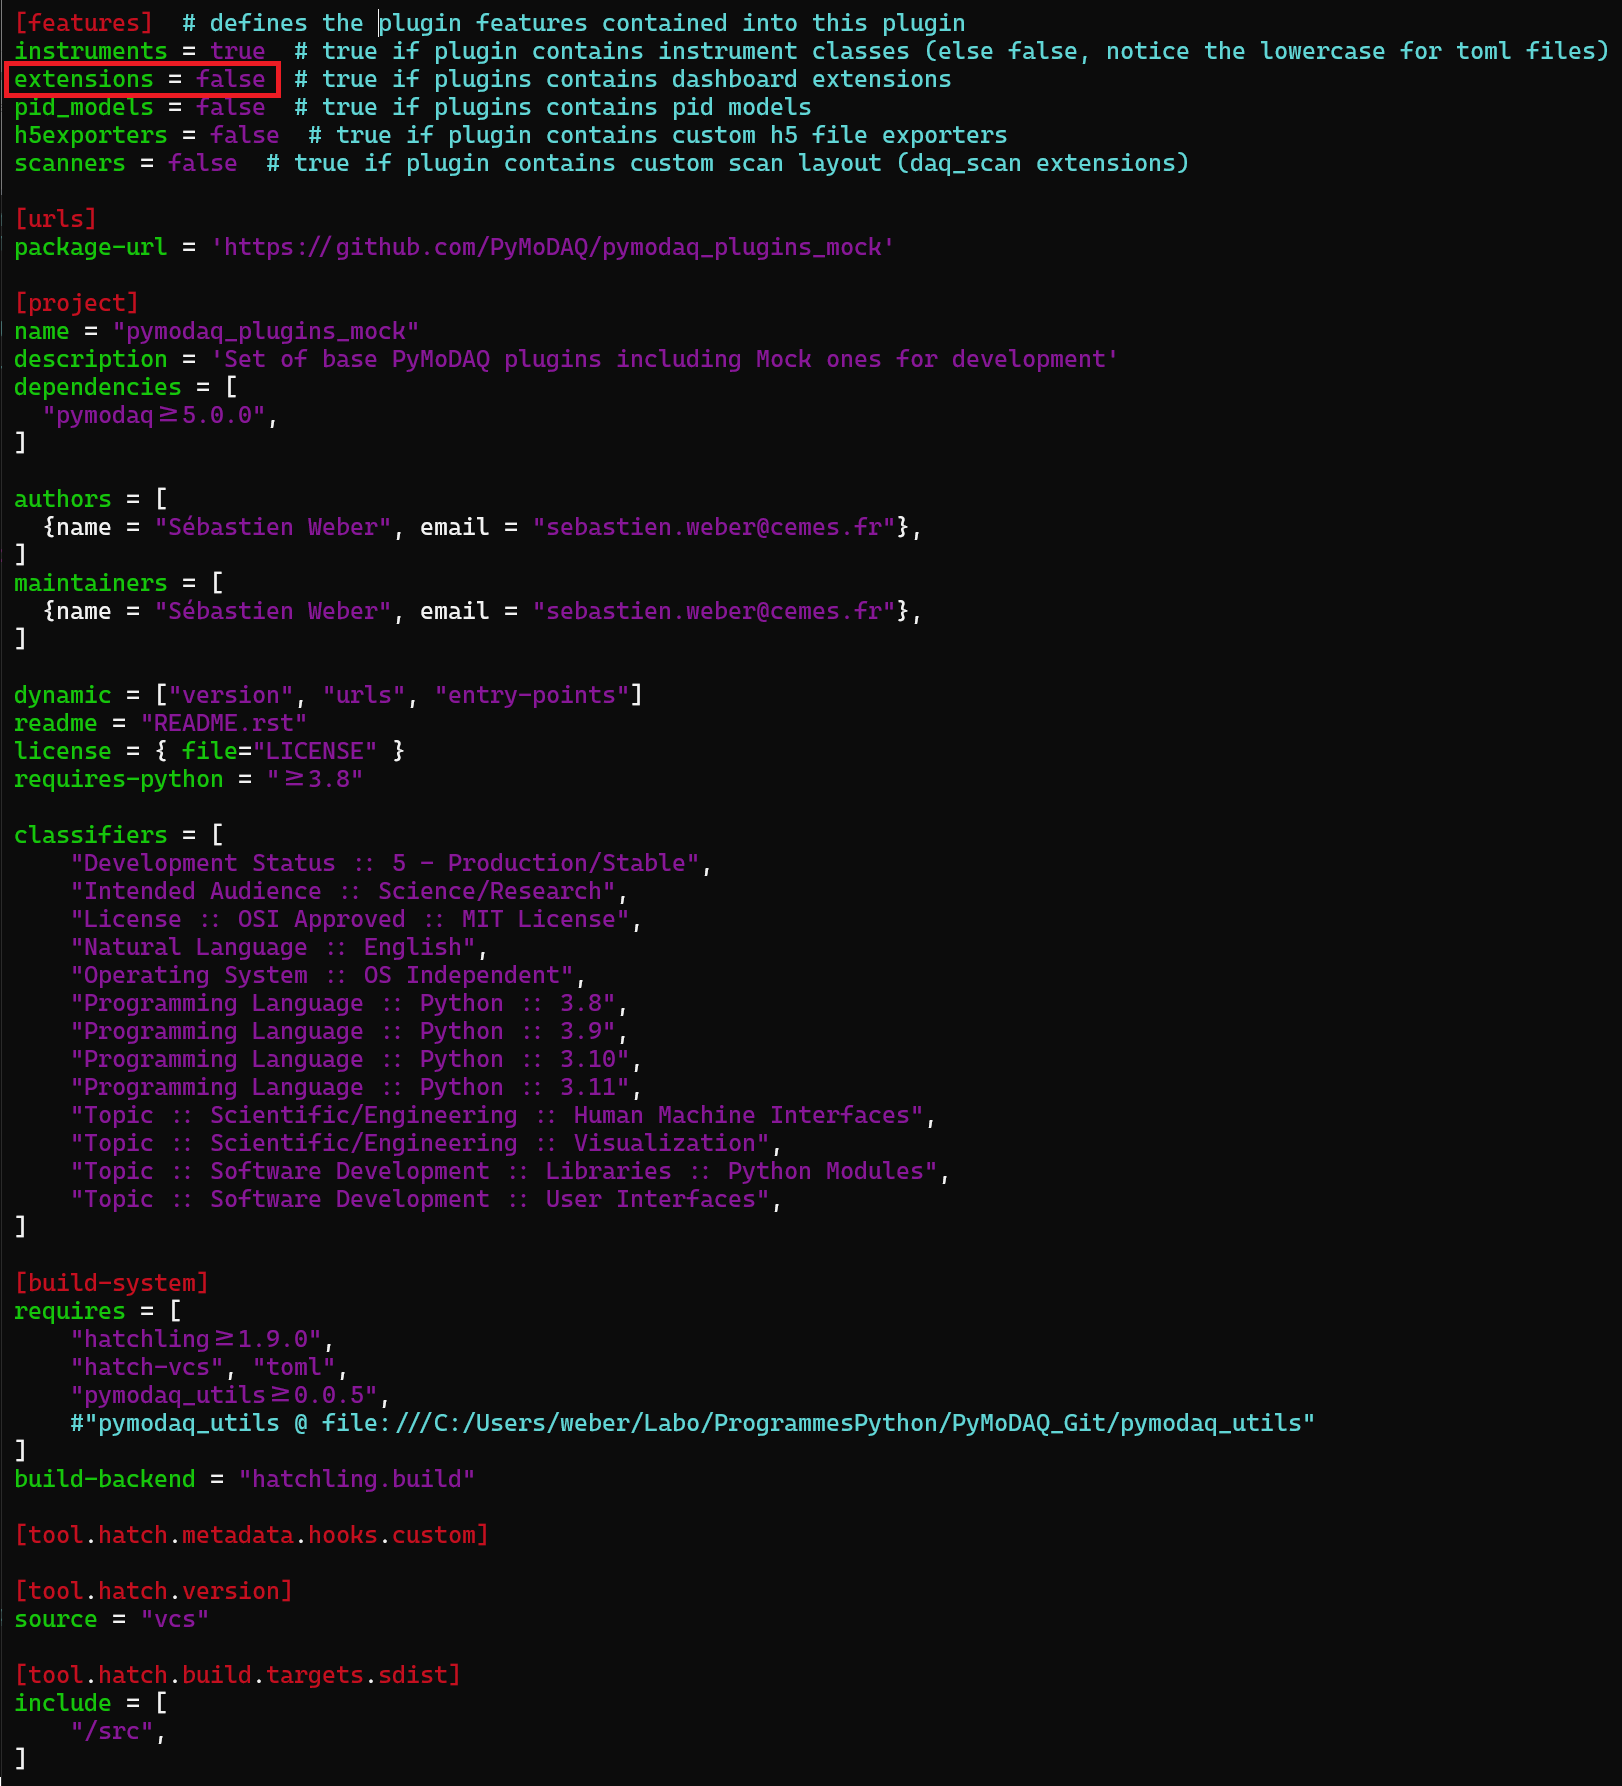 [features]  # defines the plugin features contained into this plugin
instruments = true  # true if plugin contains instrument classes (else false, notice the lowercase for toml files)
extensions = false  # true if plugins contains dashboard extensions
pid_models = false  # true if plugins contains pid models
h5exporters = false  # true if plugin contains custom h5 file exporters
scanners = false  # true if plugin contains custom scan layout (daq_scan extensions)

[urls]
package-url = 'https://github.com/PyMoDAQ/pymodaq_plugins_mock'

[project]
name = "pymodaq_plugins_mock"
description = 'Set of base PyMoDAQ plugins including Mock ones for development'
dependencies = [
  "pymodaq≥5.0.0",
]

authors = [
  {name = "Sébastien Weber", email = "sebastien.weber@cemes.fr"},
]
maintainers = [
  {name = "Sébastien Weber", email = "sebastien.weber@cemes.fr"},
]

dynamic = ["version", "urls", "entry-points"]
readme = "README.rst"
license = { file="LICENSE" }
requires-python = "≥3.8"

classifiers = [
    "Development Status :: 5 - Production/Stable",
    "Intended Audience :: Science/Research",
    "License :: OSI Approved :: MIT License",
    "Natural Language :: English",
    "Operating System :: OS Independent",
    "Programming Language :: Python :: 3.8",
    "Programming Language :: Python :: 3.9",
    "Programming Language :: Python :: 3.10",
    "Programming Language :: Python :: 3.11",
    "Topic :: Scientific/Engineering :: Human Machine Interfaces",
    "Topic :: Scientific/Engineering :: Visualization",
    "Topic :: Software Development :: Libraries :: Python Modules",
    "Topic :: Software Development :: User Interfaces",
]

[build-system]
requires = [
    "hatchling≥1.9.0",
    "hatch-vcs", "toml",
    "pymodaq_utils≥0.0.5",
    #"pymodaq_utils @ file:///C:/Users/weber/Labo/ProgrammesPython/PyMoDAQ_Git/pymodaq_utils"
]
build-backend = "hatchling.build"

[tool.hatch.metadata.hooks.custom]

[tool.hatch.version]
source = "vcs"

[tool.hatch.build.targets.sdist]
include = [
    "/src",
]